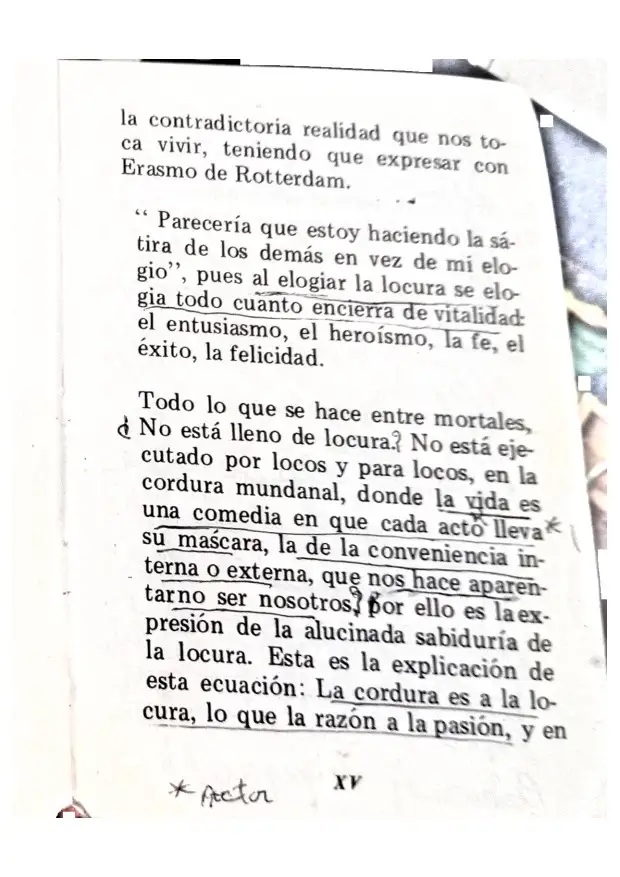 la contradictoria realidad que nos to-
ca vivir, teniendo que expresar con
Erasmo de Rotterdam.
“ Parecería que estoy haciendo la sá-
tira de los demás en vez de mi elo-
gio”, pues al elogiar la locura se elo-
gia todo cuanto encierra de vitalidad:
el entusiasmo, el heroísmo, la fe, el
éxito, la felicidad.
Todo lo que se hace entre mortales,
¿ No está lleno de locura.? No está eje-
cutado por locos y para locos, en la
cordura mundanal, donde la vida es
una comedia en que cada acto lleva *
su mascara, la de la conveniencia in-
terna o externa, que nos hace aparen-
tarno ser nosotros? por ello es la ex-
presión de la alucinada sabiduría de
la locura. Esta es la explicación de
esta ecuación: La cordura es a la lo-
cura, lo que la razón a la pasión, y en
XV
* Actor